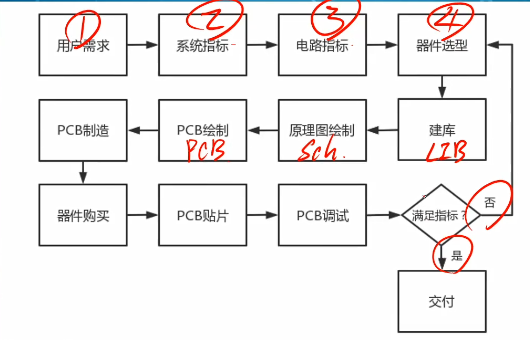 ① 用户需求
② 系统指标
③ 电路指标
④ 器件选型
PCB制造
PCB绘制
PCB
原理图绘制
Sch.
建库
LIB
器件购买
PCB贴片
PCB调试
满足指标？
否
是
交付